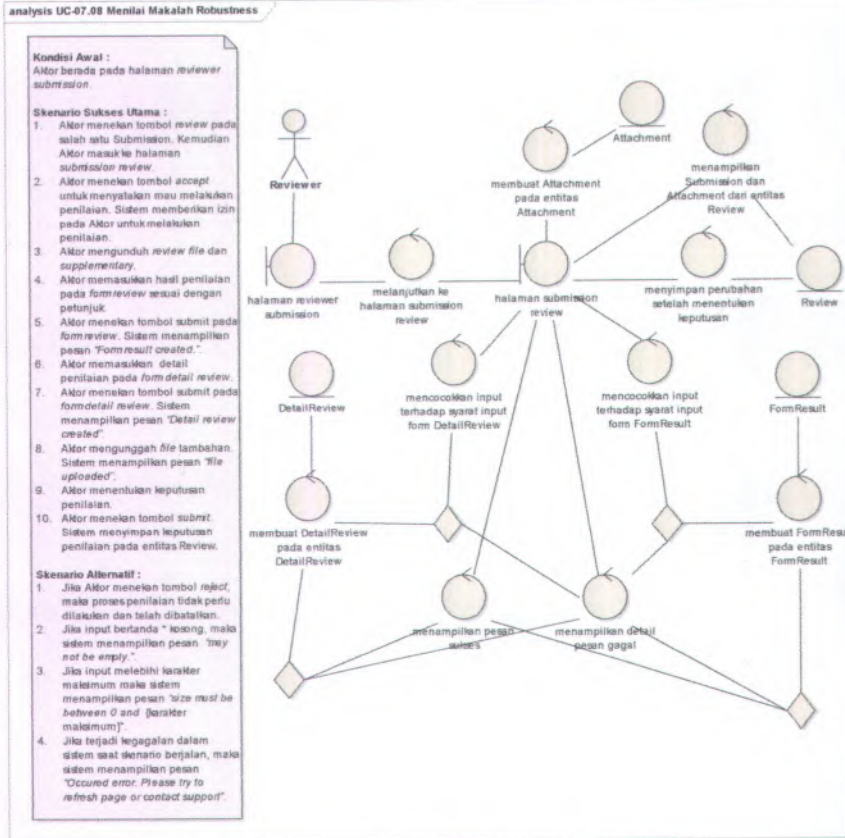 analysis UC-07.08 Menilai Makalah Robustness
Kondisi Awal :
Aktor berada pada halaman reviewer
submission.
Skenario Sukses Utama :
1. Aktor menekan tombol review pada
salah satu Submission. Kemudian
Aktor masuk ke halaman
submission review.
2. Aktor menekan tombol accept
untuk menyatakan mau melakukan
penilaian. Sistem memberikan izin
pada Aktor untuk melakukan
penilaian.
3. Aktor mengunduh review file dan
supplementary.
4. Aktor memasukkan hasil penilaian
pada form review sesuai dengan
petunjuk.
5. Aktor menekan tombol submit pada
form review. Sistem menampilkan
pesan "Form result created.".
6. Aktor memasukkan detail
penilaian pada form detail review.
7. Aktor menekan tombol submit pada
form detail review. Sistem
menampilkan pesan "Detail review
created".
8. Aktor mengunggah file tambahan.
Sistem menampilkan pesan "file
uploaded".
9. Aktor menentukan keputusan
penilaian.
10. Aktor menekan tombol submit.
Sistem menyimpan keputusan
penilaian pada entitas Review.
Skenario Alternatif :
1. Jika Aktor menekan tombol reject,
maka proses penilaian tidak perlu
dilakukan dan telah dibatalkan.
2. Jika input bertanda * kosong, maka
sistem menampilkan pesan "may
not be empty.".
3. Jika input melebihi karakter
maksimum maka sistem
menampilkan pesan "size must be
between 0 and {karakter
maksimum}".
4. Jika terjadi kegagalan dalam
sistem saat skenario berjalan, maka
sistem menampilkan pesan
"Occured error. Please try to
refresh page or contact support".
Reviewer
Attachment
membuat Attachment
pada entitas
Attachment
menampilkan
Submission dan
Attachment dari entitas
Review
halaman reviewer
submission
melanjutkan ke
halaman submission
review
halaman submission
review
menyimpan perubahan
setelah menentukan
keputusan
Review
DetailReview
mencocokkan input
terhadap syarat input
form DetailReview
mencocokkan input
terhadap syarat input
form FormResult
FormResult
membuat DetailReview
pada entitas
DetailReview
membuat FormResu
pada entitas
FormResult
menampilkan pesan
sukses
menampilkan detail
pesan gagal